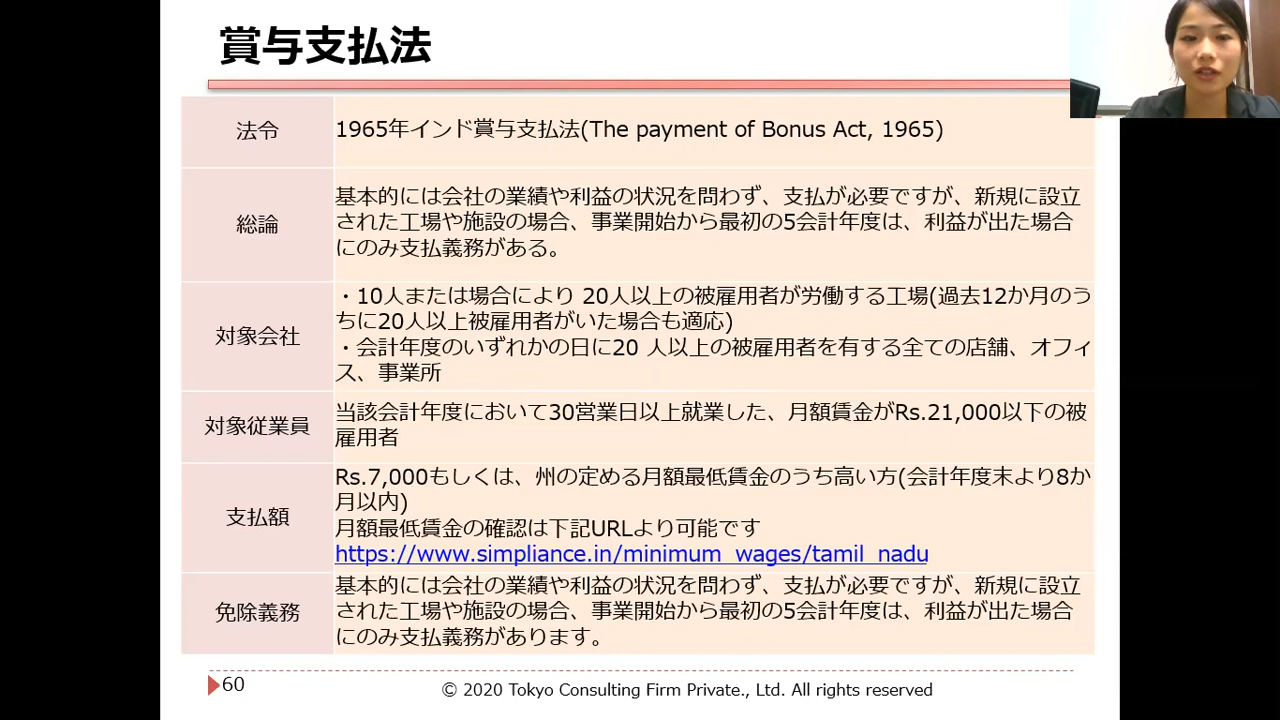 賞与支払法
法令
1965年インド賞与支払法(The payment of Bonus Act, 1965)
総論
基本的には会社の業績や利益の状況を問わず、支払が必要ですが、新規に設立
された工場や施設の場合、事業開始から最初の5会計年度は、利益が出た場合
にのみ支払義務がある。
対象会社
・10人または場合により 20人以上の被雇用者が労働する工場(過去12か月のう
ちに20人以上被雇用者がいた場合も適応)
・会計年度のいずれかの日に20 人以上の被雇用者を有する全ての店舗、オフィ
ス、事業所
対象従業員
当該会計年度において30営業日以上就業した、月額賃金がRs.21,000以下の被
雇用者
支払額
Rs.7,000もしくは、州の定める月額最低賃金のうち高い方(会計年度末より8か
月以内)
月額最低賃金の確認は下記URLより可能です
https://www.simpliance.in/minimum_wages/tamil_nadu
免除義務
基本的には会社の業績や利益の状況を問わず、支払が必要ですが、新規に設立
された工場や施設の場合、事業開始から最初の5会計年度は、利益が出た場合
にのみ支払義務があります。
60
© 2020 Tokyo Consulting Firm Private., Ltd. All rights reserved